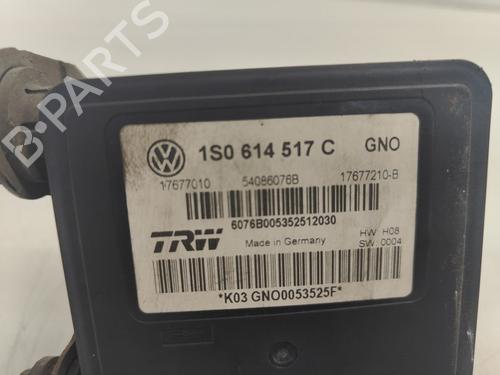 B-Parts
1S0 614 517 C GNO
17677010 54086076B 17677210-B
6076B005352512030
TRW Made in Germany HW H08
SW 0004
*K03 GNO0053525F*